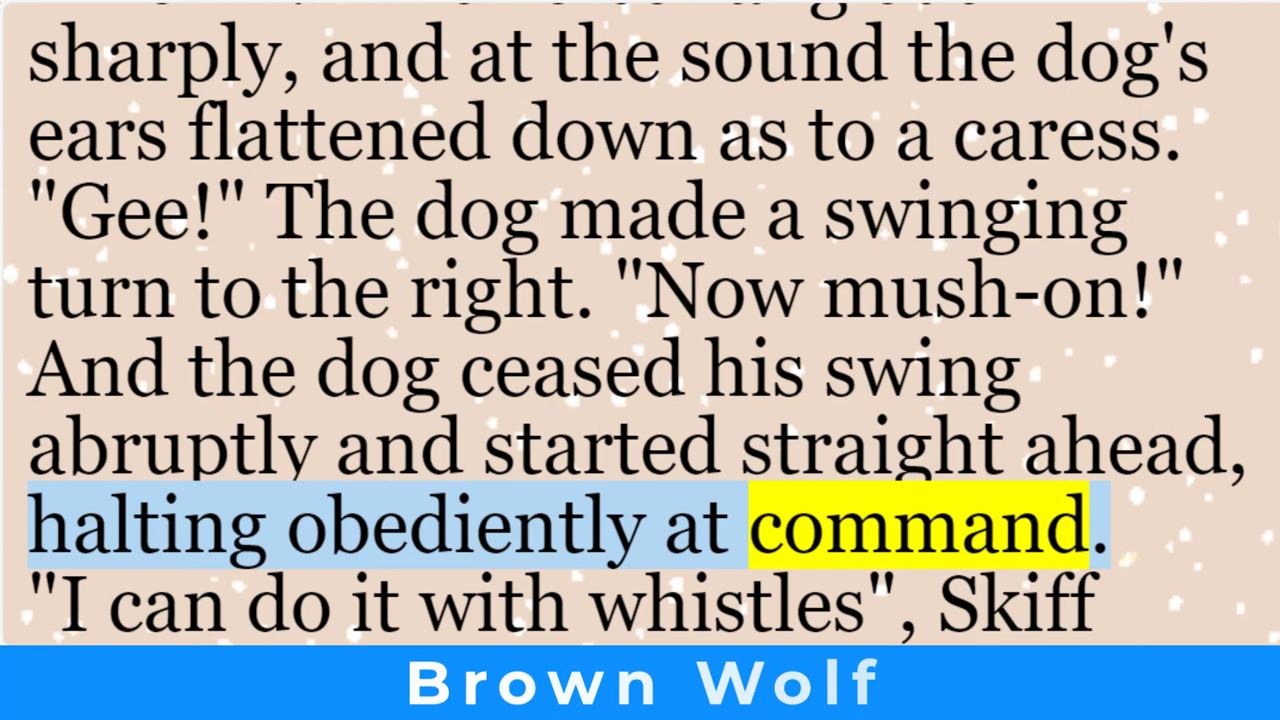 sharply, and at the sound the dog's
ears flattened down as to a caress.
"Gee!" The dog made a swinging
turn to the right. "Now mush-on!"
And the dog ceased his swing
abruptly and started straight ahead,
halting obediently at command.
"I can do it with whistles", Skiff
Brown Wolf